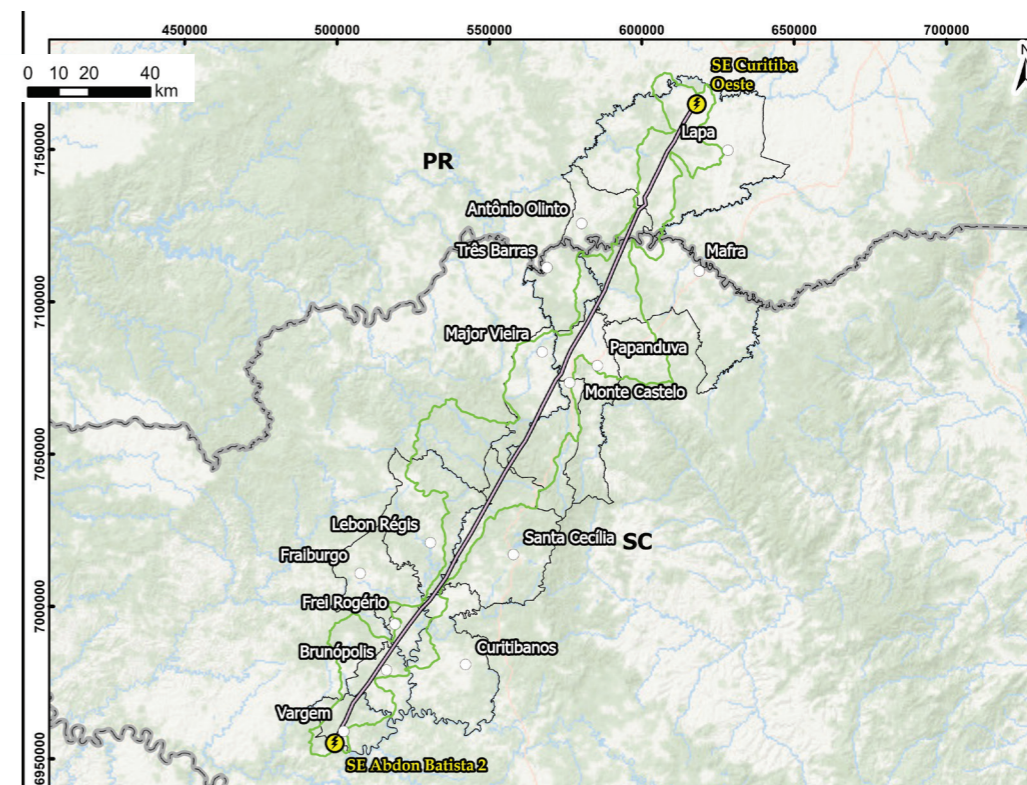 450000 500000 550000 600000 650000 700000
N
0 10 20 40
km
SE Curitiba
Oeste
Lapa
7150000
PR
Antônio Olinto
Três Barras
Mafra
7100000
Major Vieira
Papanduva
Monte Castelo
7050000
Lebon Régis
Santa Cecília
SC
Fraiburgo
7000000
Frei Rogério
Brunópolis
Curitibanos
Vargem
6950000
SE Abdon Batista 2